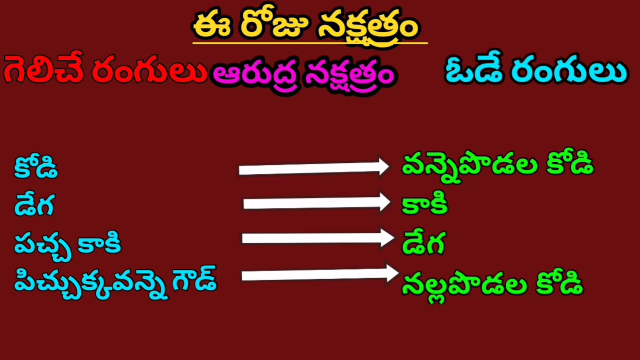 ఈ రోజు నక్షత్రం
గెలిచే రంగులు ఆరుద్ర నక్షత్రం ఓడే రంగులు
కోడి వన్నెపొడల కోడి
డేగ కాకి
పచ్చ కాకి డేగ
పిచ్చుక్కవన్నె గౌడ్ నల్లపొడల కోడి